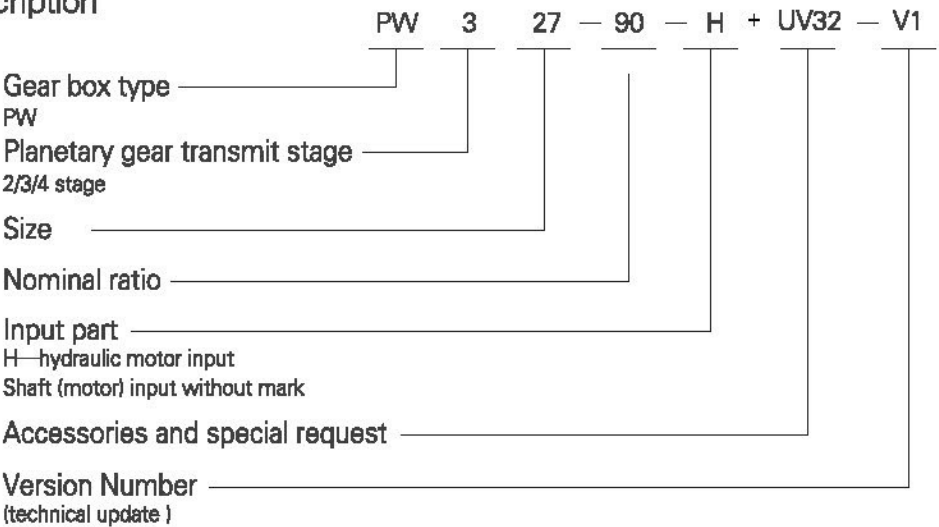 cription
PW 3 27 — 90 — H + UV32 — V1
Gear box type
PW
Planetary gear transmit stage
2/3/4 stage
Size
Nominal ratio
Input part
H—hydraulic motor input
Shaft (motor) input without mark
Accessories and special request
Version Number
(technical update )